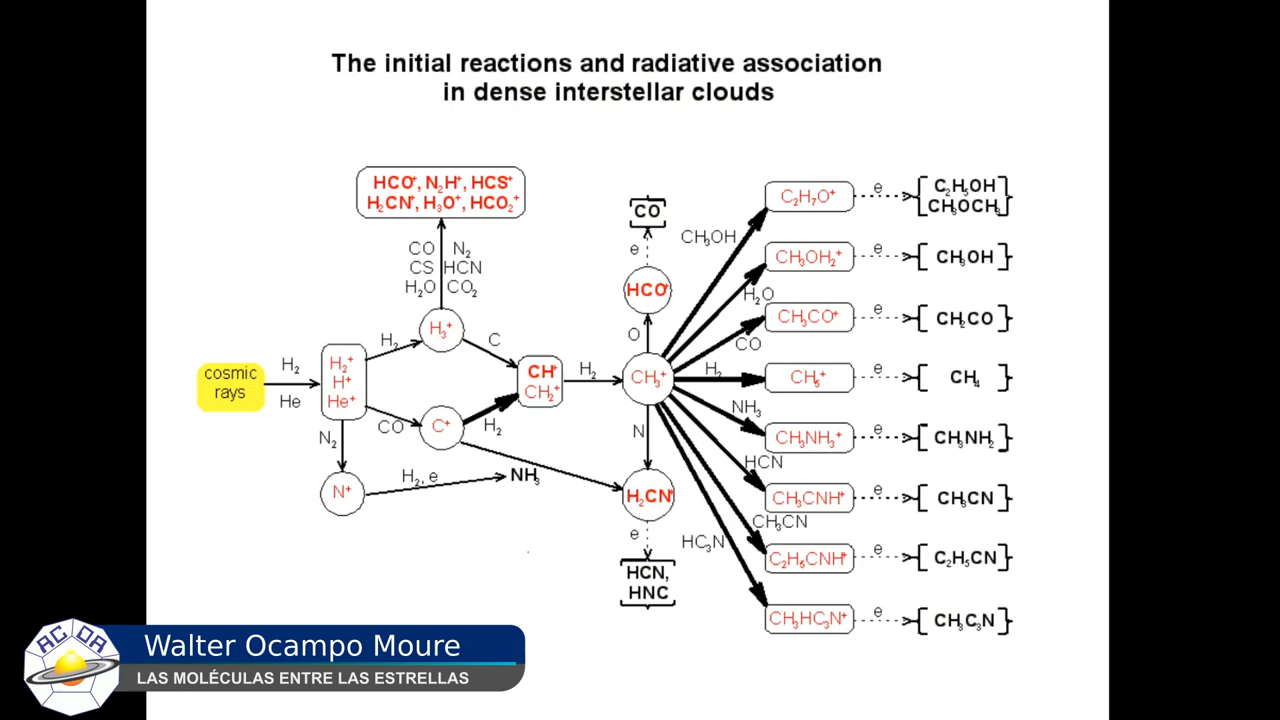 The initial reactions and radiative association
in dense interstellar clouds
HCO⁺, N₂H⁺, HCS⁺
H₂CN⁺, H₃O⁺, HCO₂⁺
CO N₂
CS HCN
H₂O CO₂
H₃⁺
H₂
C
cosmic
rays
H₂
He
H₂⁺
H⁺
He⁺
CO
C⁺
H₂
CH⁺
CH₂⁺
H₂
N₂
N⁺
H₂, e
NH₃
CO
e
HCO⁺
O
CH₃⁺
N
H₂CN⁺
e
HCN,
HNC
CH₃OH
C₂H₇O⁺
e
C₂H₅OH
CH₃OCH₃
H₂O
CH₃OH₂⁺
e
CH₃OH
CO
CH₃CO⁺
e
CH₂CO
H₂
CH₅⁺
e
CH₄
NH₃
CH₃NH₃⁺
e
CH₃NH₂
HCN
CH₃CNH⁺
e
CH₃CN
CH₃CN
C₂H₅CNH⁺
e
C₂H₅CN
HC₃N
CH₃HC₃N⁺
e
CH₃C₃N
ACDA
Walter Ocampo Moure
LAS MOLÉCULAS ENTRE LAS ESTRELLAS